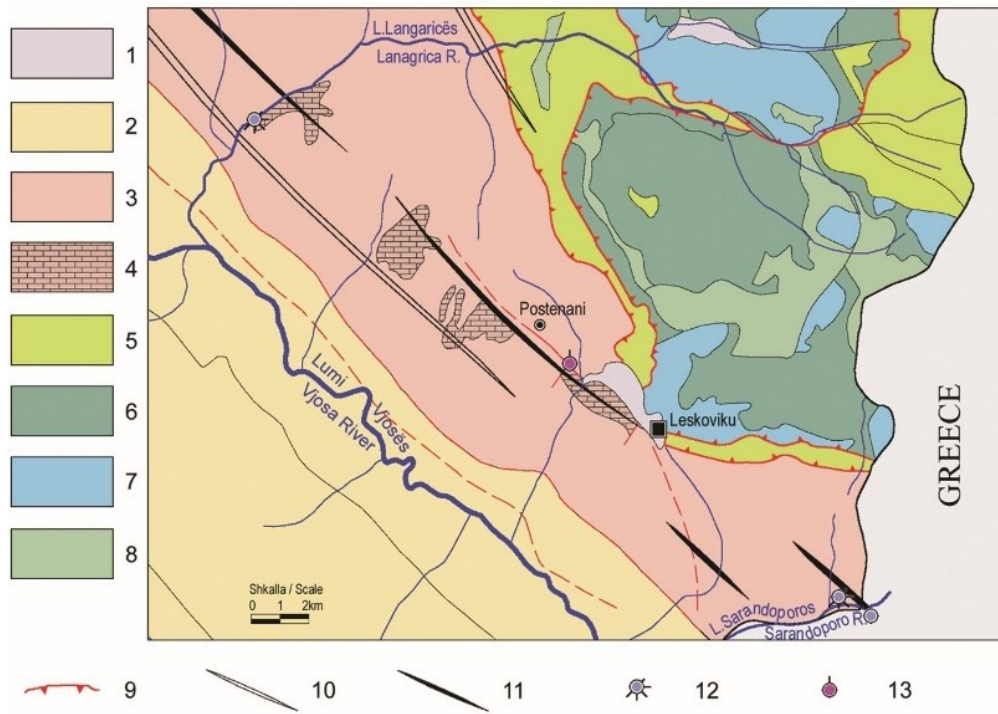 1
2
3
4
5
6
7
8
L.Langaricës
Lanagrica R.
Postenani
Lumi Vjosës
Vjosa River
Leskoviku
GREECE
Shkalla / Scale
0 1 2km
L. Sarandoporos
Sarandoporo R.
9 10 11 12 13